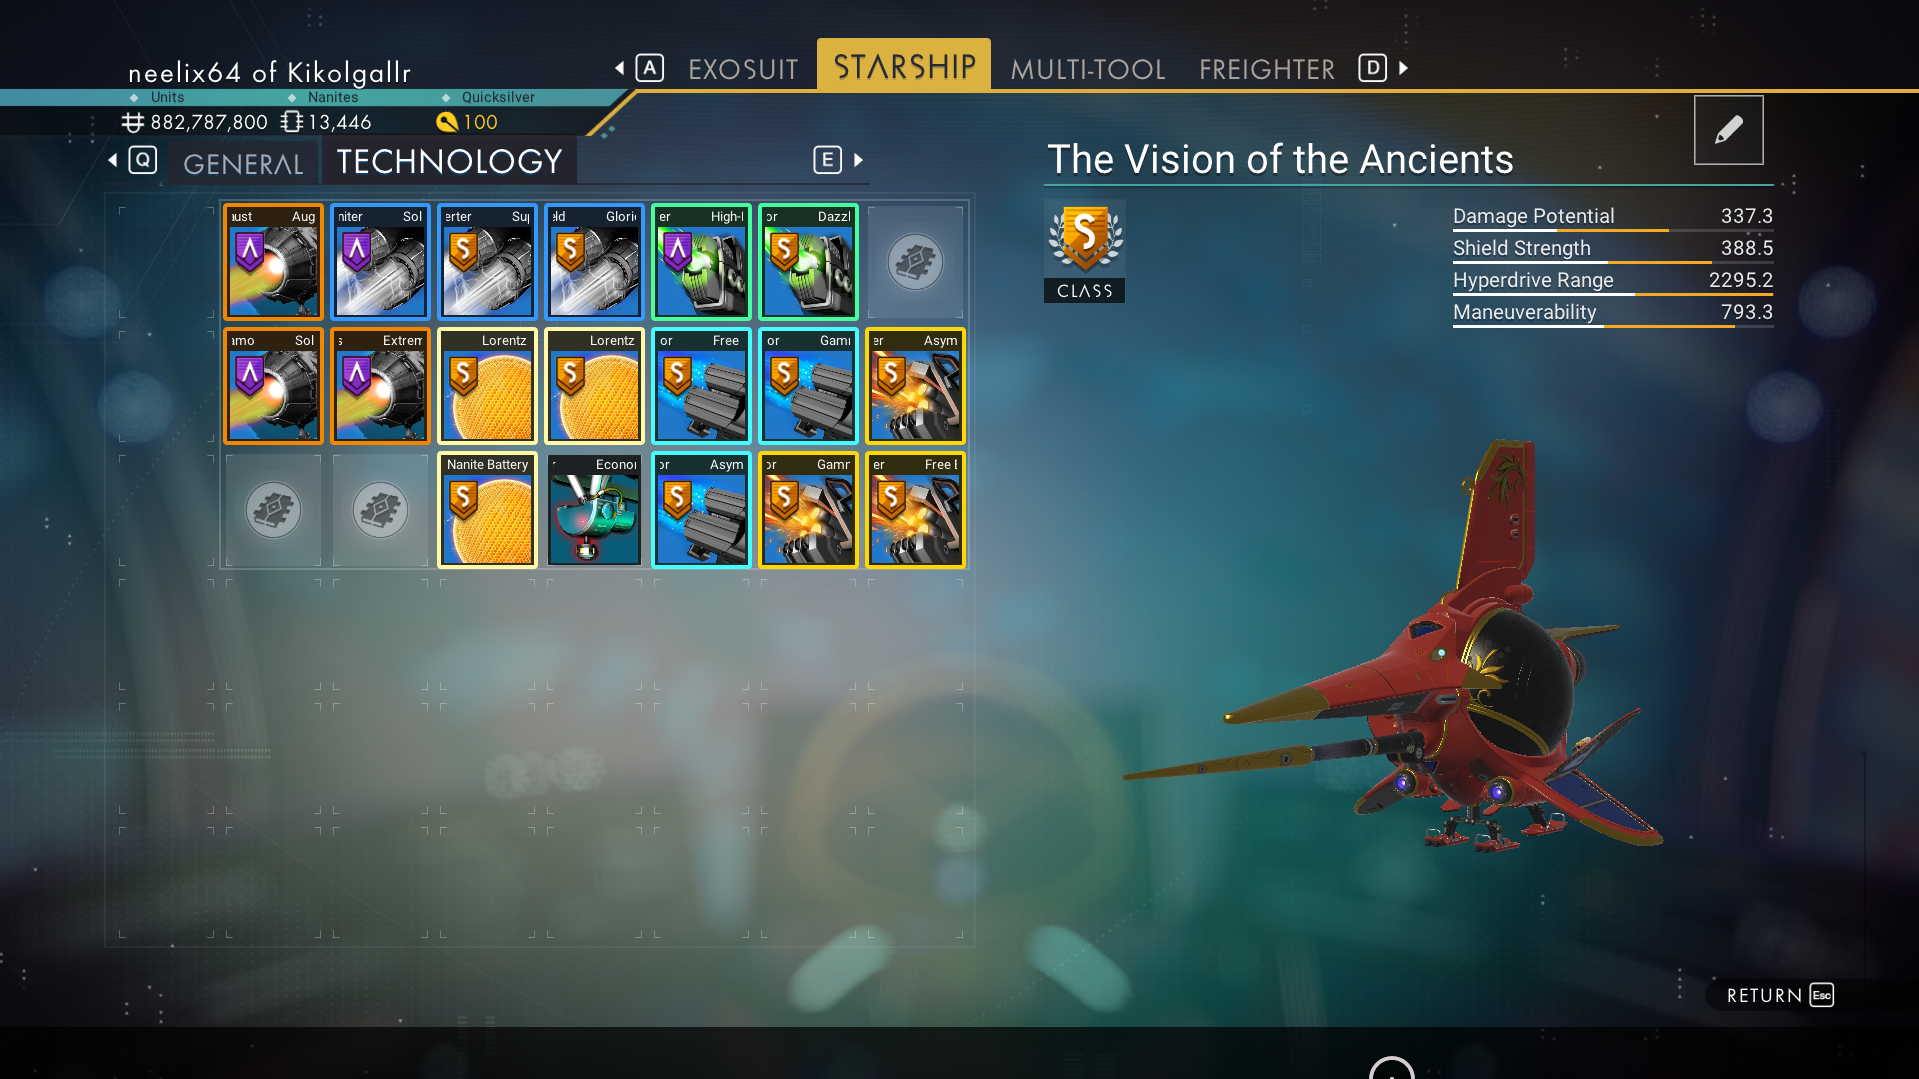 neelix64 of Kikolgallr
A EXOSUIT STARSHIP MULTI-TOOL FREIGHTER D
Units Nanites Quicksilver
882,787,800 13,446 100
Q GENERAL TECHNOLOGY E
The Vision of the Ancients
S
CLASS
Damage Potential 337.3
Shield Strength 388.5
Hyperdrive Range 2295.2
Maneuverability 793.3
aust Aug
niter Sol
erter Su
eld Glori
er High-
or Dazzl
amo Sol
s Extrem
Lorentz
Lorentz
or Free
or Gam
er Asym
Nanite Battery
r Econo
or Asym
or Gam
er Free
RETURN Esc